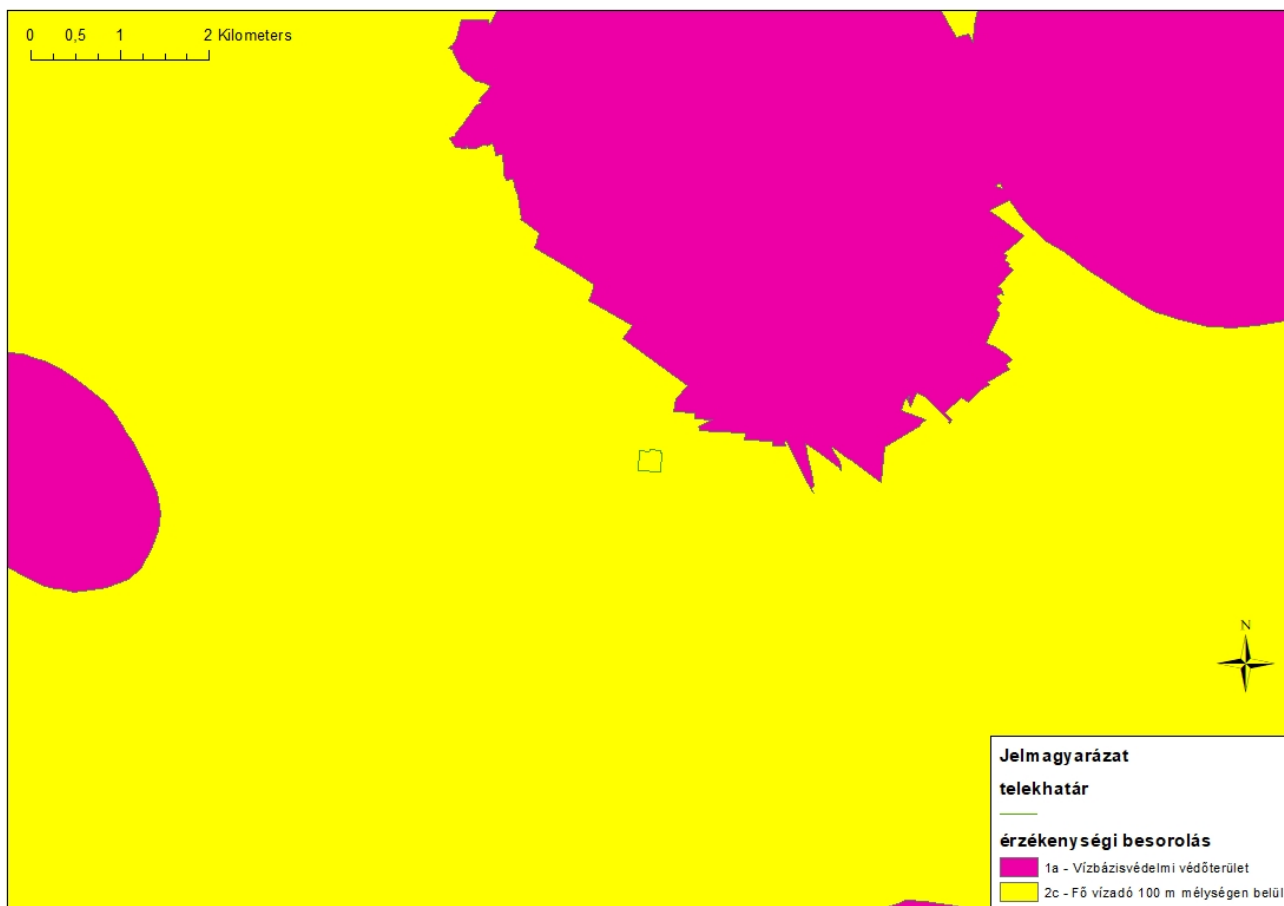 0 0,5 1 2 Kilometers
N
Jelmagyarázat
telekhatár
érzékenységi besorolás
1a - Vízbázisvédelmi védőterület
2c - Fő vízadó 100 m mélységen belül